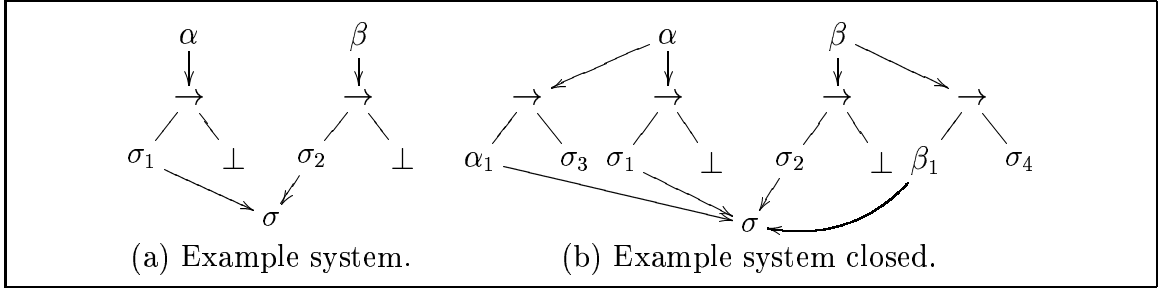 α β α β
→ → → → → →
σ₁ ⊥ σ₂ ⊥ α₁ σ₃ σ₁ ⊥ σ₂ ⊥ β₁ σ₄
σ σ
(a) Example system. (b) Example system closed.